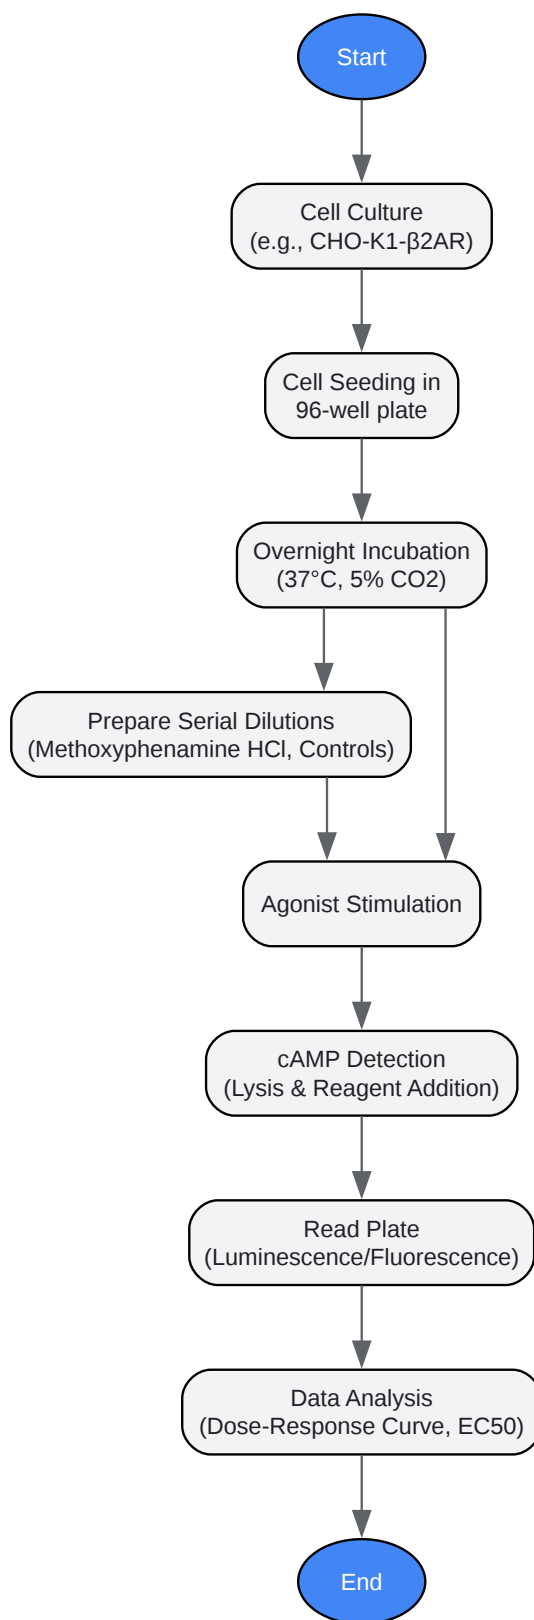 Start
Cell Culture
(e.g., CHO-K1-β2AR)
Cell Seeding in
96-well plate
Overnight Incubation
(37°C, 5% CO2)
Prepare Serial Dilutions
(Methoxyphenamine HCl, Controls)
Agonist Stimulation
cAMP Detection
(Lysis & Reagent Addition)
Read Plate
(Luminescence/Fluorescence)
Data Analysis
(Dose-Response Curve, EC50)
End